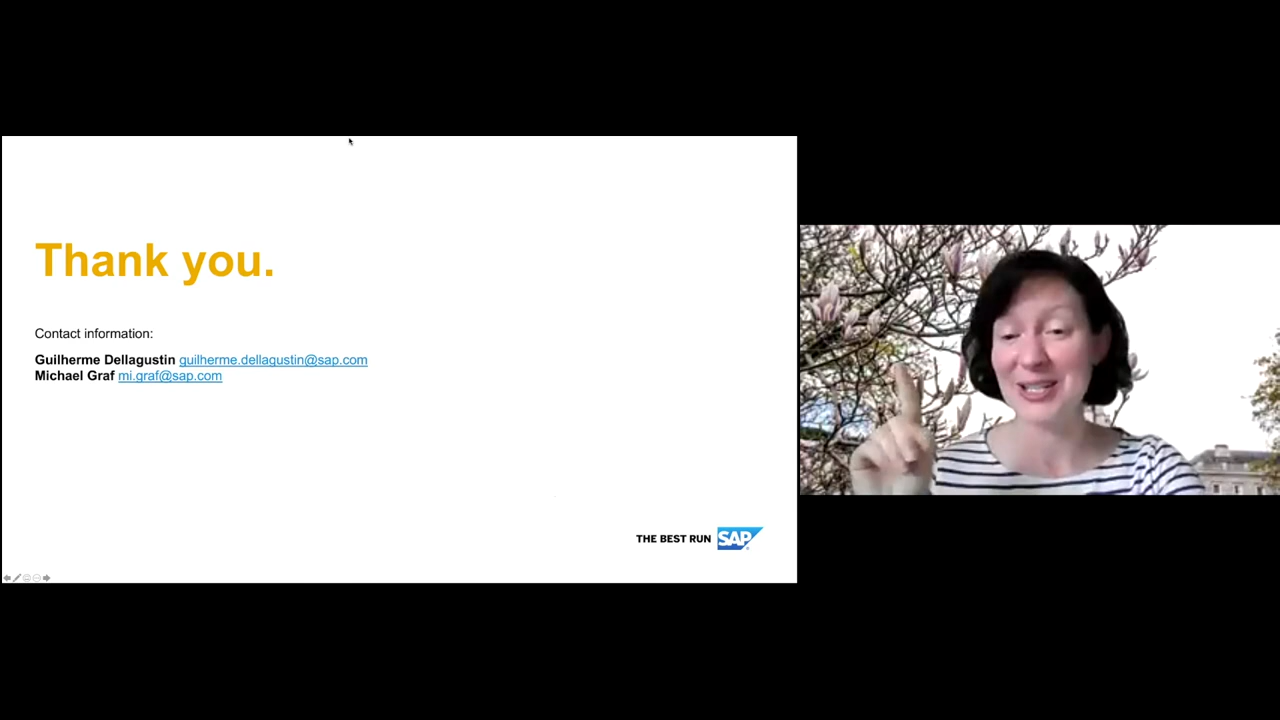 Thank you.
Contact information:
Guilherme Dellagustin guilherme.dellagustin@sap.com
Michael Graf mi.graf@sap.com
THE BEST RUN SAP